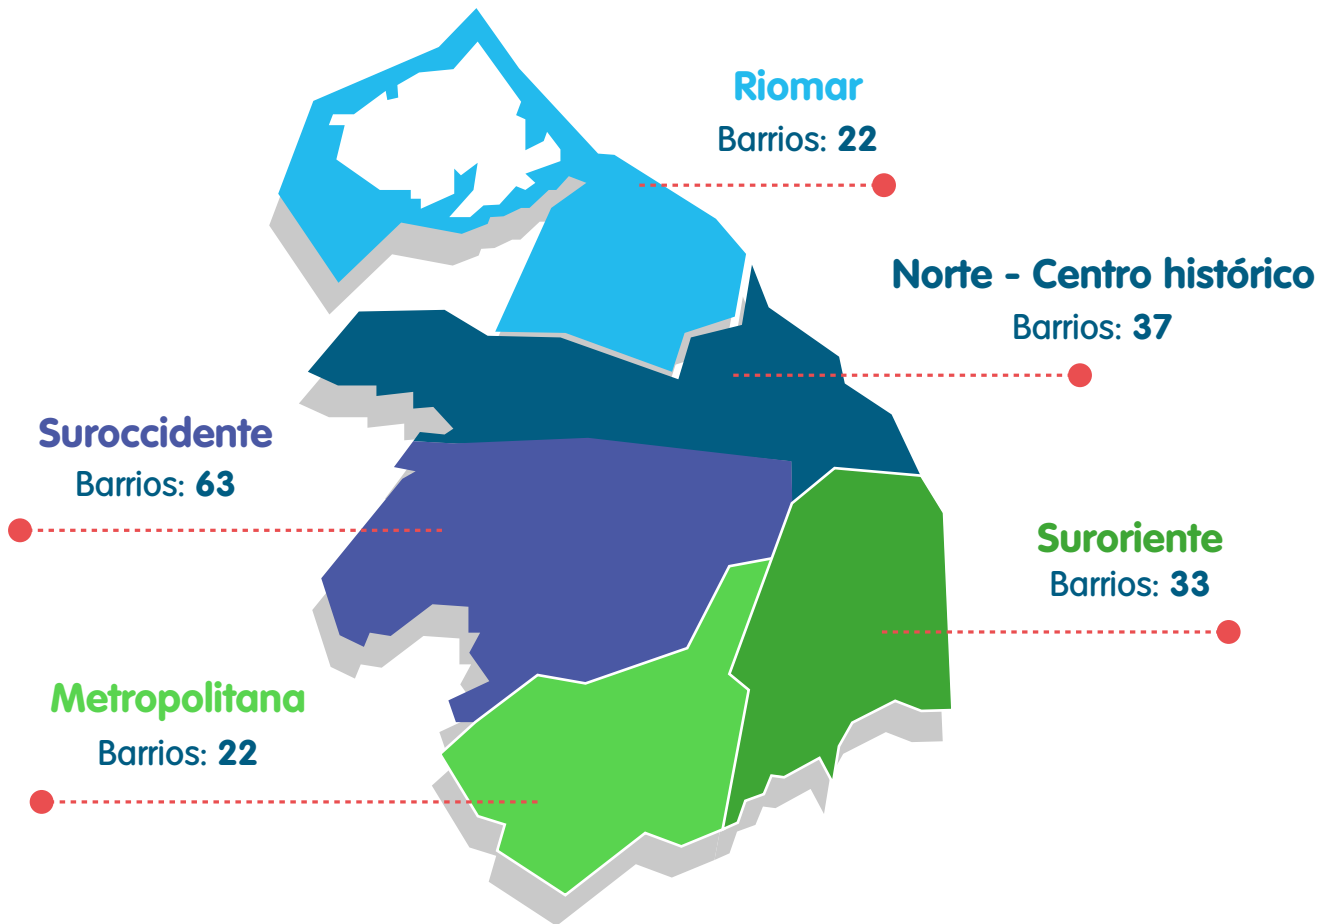 Riomar
Barrios: 22
Norte - Centro histórico
Barrios: 37
Suroccidente
Barrios: 63
Suroriente
Barrios: 33
Metropolitana
Barrios: 22